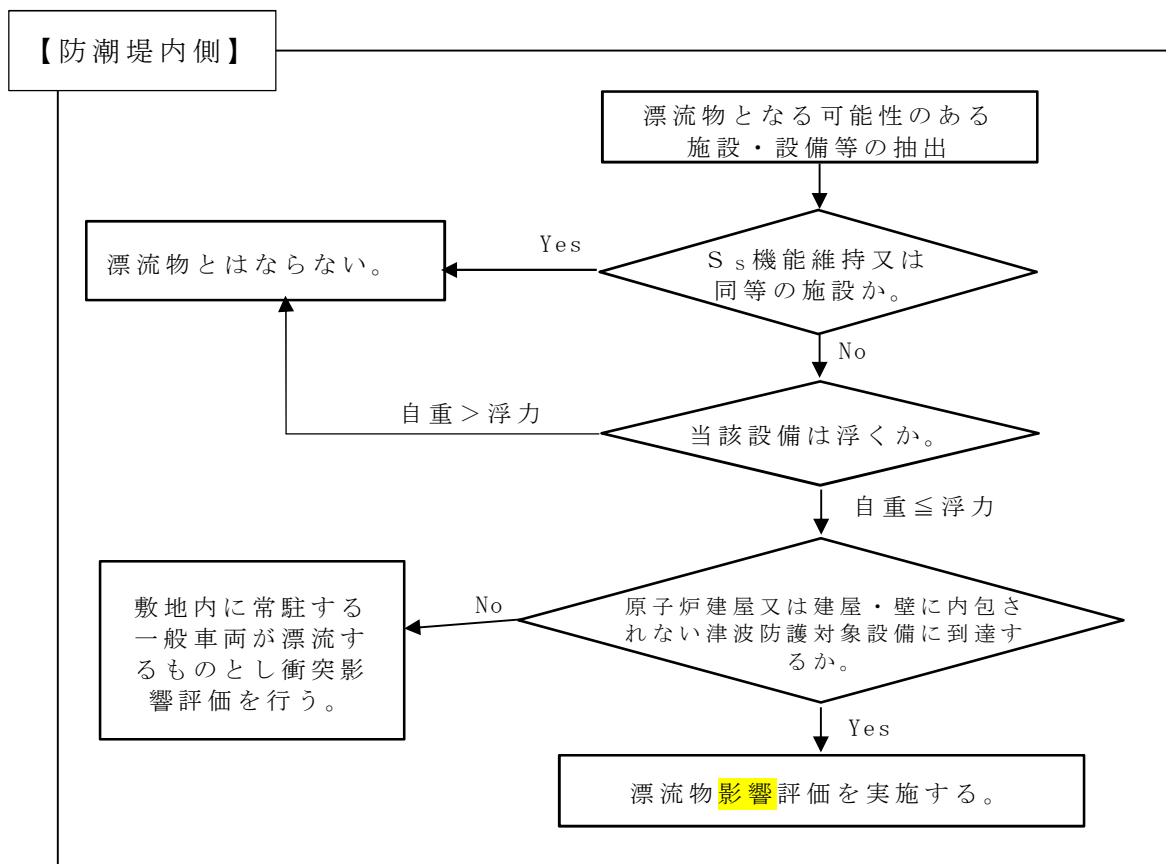 【防潮堤内側】
漂流物となる可能性のある
施設・設備等の抽出
Ｓｓ機能維持又は
同等の施設か。
Yes
漂流物とはならない。
No
当該設備は浮くか。
自重＞浮力
自重≦浮力
原子炉建屋又は建屋・壁に内包さ
れない津波防護対象設備に到達す
るか。
No
敷地内に常駐する
一般車両が漂流す
るものとし衝突影
響評価を行う。
Yes
漂流物影響評価を実施する。